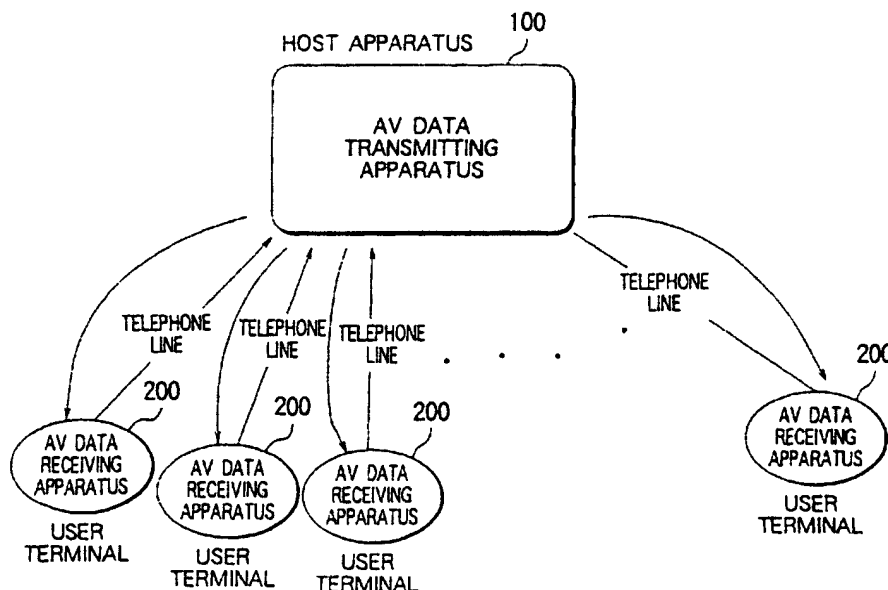 100
HOST APPARATUS
AV DATA
TRANSMITTING
APPARATUS
TELEPHONE
LINE
TELEPHONE
LINE
TELEPHONE
LINE
TELEPHONE
LINE
200
AV DATA
RECEIVING
APPARATUS
USER
TERMINAL
200
AV DATA
RECEIVING
APPARATUS
USER
TERMINAL
200
AV DATA
RECEIVING
APPARATUS
USER
TERMINAL
200
AV DATA
RECEIVING
APPARATUS
USER
TERMINAL